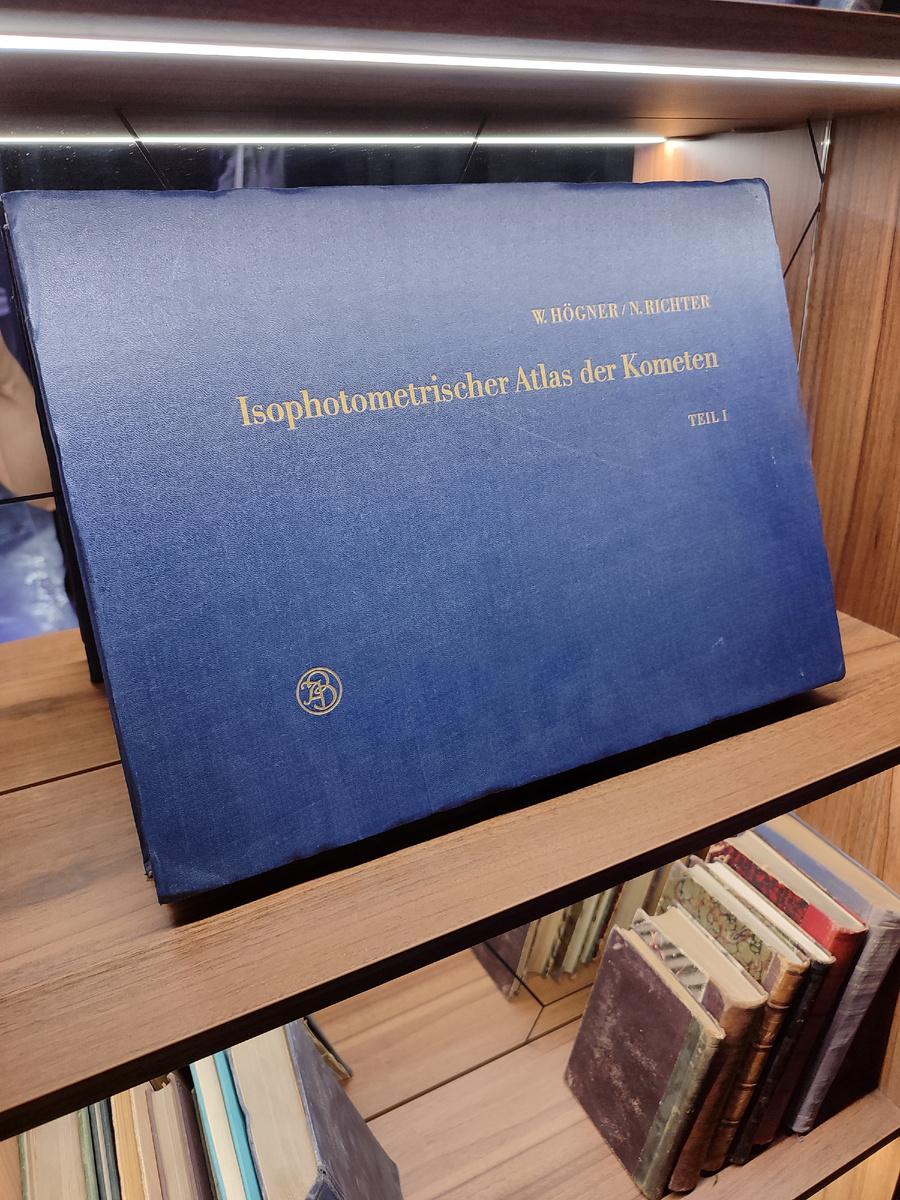 W. HÖGNER / N. RICHTER
Isophotometrischer Atlas der Kometen
TEIL I